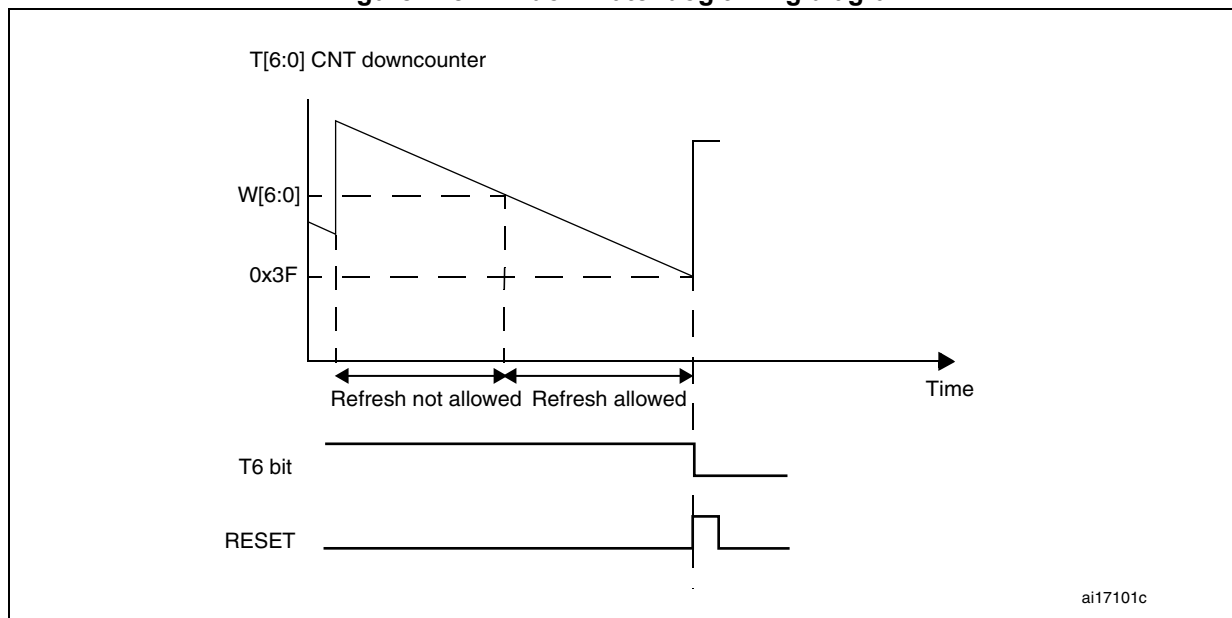 T[6:0] CNT downcounter
W[6:0]
0x3F
Time
Refresh not allowed Refresh allowed
T6 bit
RESET
ai17101c